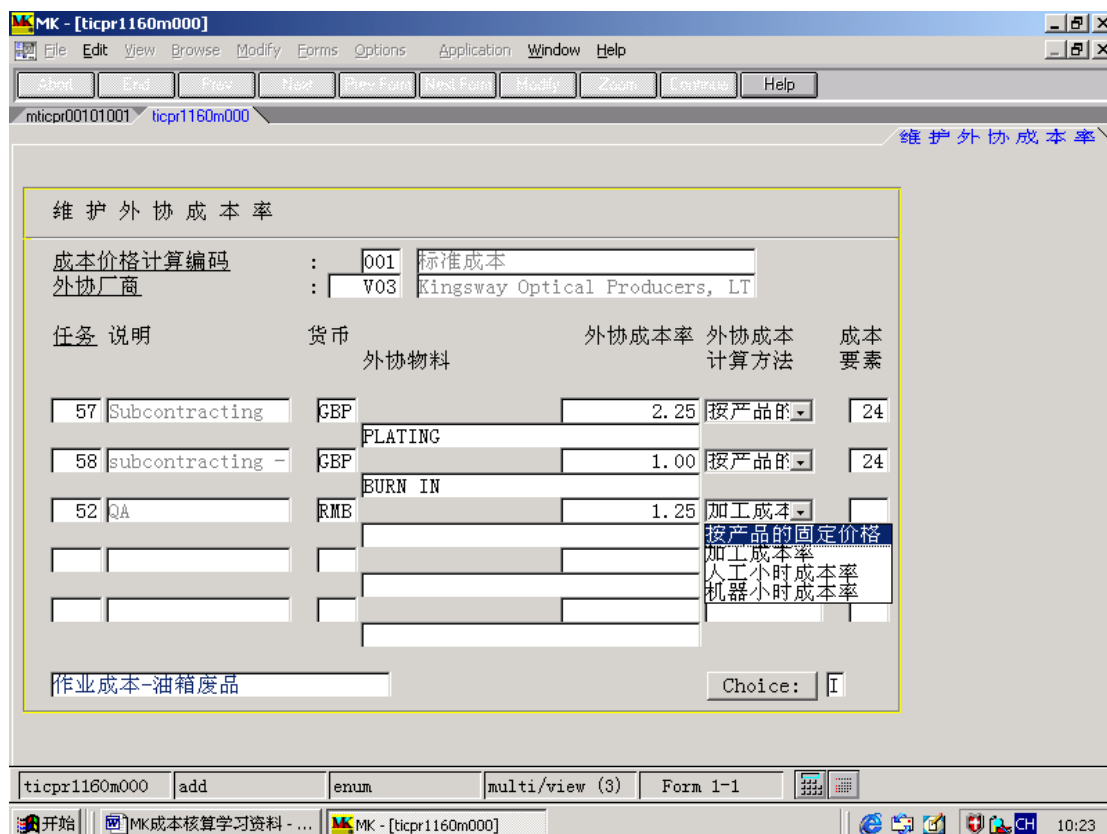 MK - [ticpr1160m000]
File Edit View Browse Modify Forms Options Application Window Help
Abort End Prev Next Prev Form Next Form Modify Zoom Continue Help
mticpr00101001 ticpr1160m000
维护外协成本率
维护外协成本率
成本价格计算编码 : 001 标准成本
外协厂商 : V03 Kingsway Optical Producers, LT
任务 说明 货币 外协成本率 外协成本 成本
外协物料 计算方法 要素
57 Subcontracting GBP 2.25 按产品的 24
PLATING
58 subcontracting - GBP 1.00 按产品的 24
BURN IN
52 QA RMB 1.25 加工成本
按产品的固定价格
加工成本率
人工小时成本率
机器小时成本率
作业成本-油箱废品 Choice: I
ticpr1160m000 add enum multi/view (3) Form 1-1
开始 MK成本核算学习资料 - ... MK - [ticpr1160m000] CH 10:23